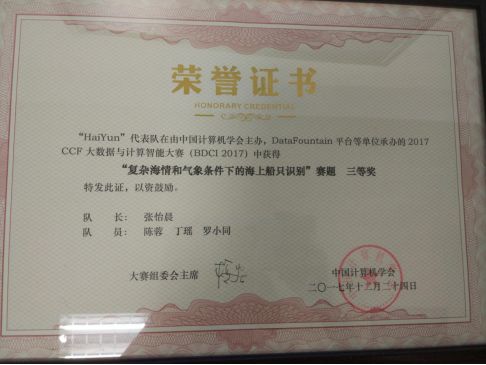 荣誉证书
HONORARY CREDENTIAL
“HaiYun”代表队在由中国计算机学会主办，DataFountain 平台等单位承办的 2017
CCF 大数据与计算智能大赛（BDCI 2017）中获得
“复杂海情和气象条件下的海上船只识别”赛题　三等奖
特发此证，以资鼓励。
队　　长：张怡晨
队　　员：陈蓉　丁瑶　罗小同
大赛组委会主席
中国计算机学会
二〇一七年十二月二十四日